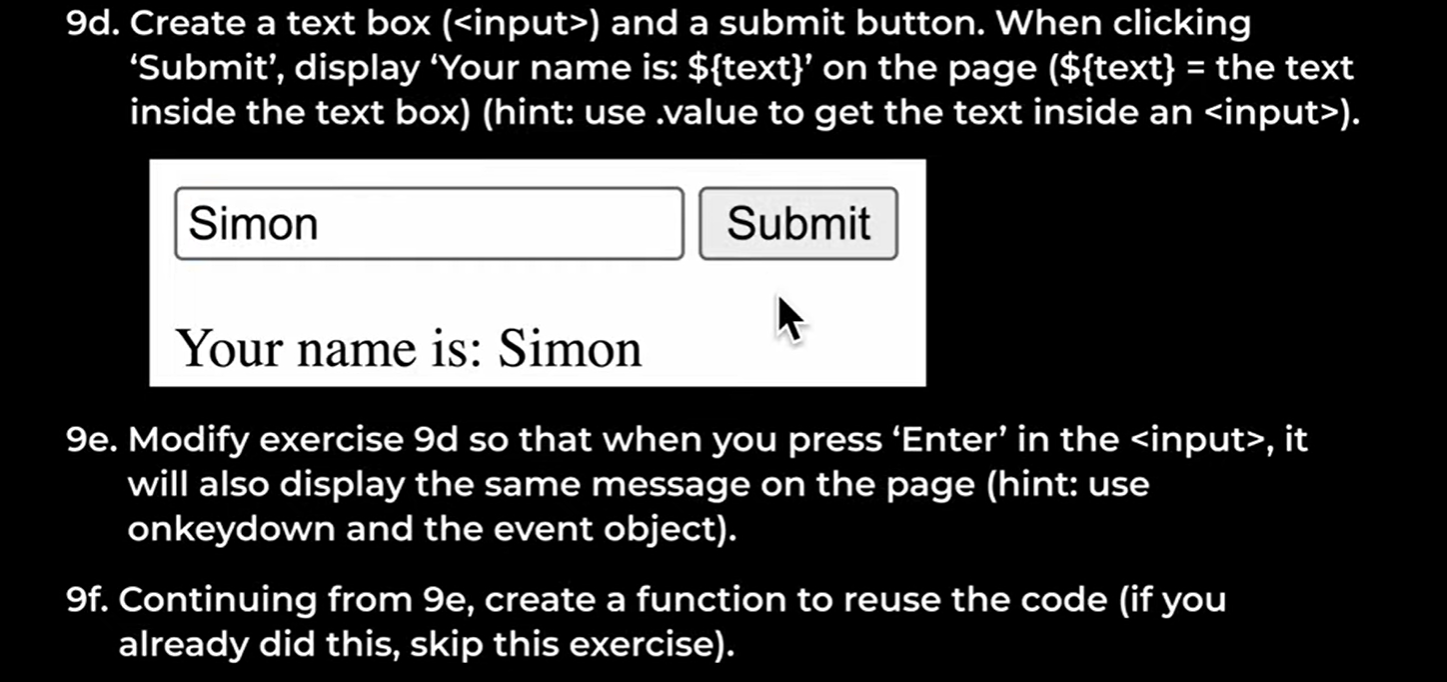 9d. Create a text box (<input>) and a submit button. When clicking
‘Submit’, display ‘Your name is: ${text}’ on the page (${text} = the text
inside the text box) (hint: use .value to get the text inside an <input>).
Simon Submit
Your name is: Simon
9e. Modify exercise 9d so that when you press ‘Enter’ in the <input>, it
will also display the same message on the page (hint: use
onkeydown and the event object).
9f. Continuing from 9e, create a function to reuse the code (if you
already did this, skip this exercise).